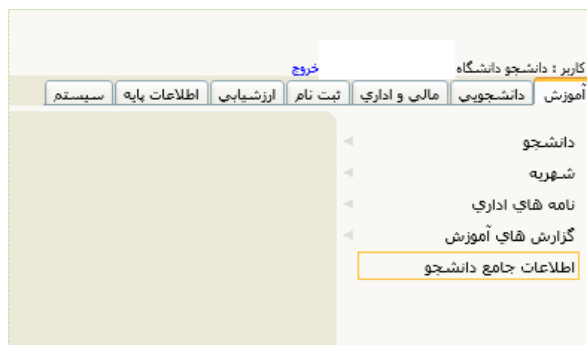 کاربر : دانشجو دانشگاه خروج
آموزش دانشجويي مالي و اداري ثبت نام ارزشيابي اطلاعات پايه سيستم
دانشجو
شهريه
نامه هاي اداري
گزارش هاي آموزش
اطلاعات جامع دانشجو